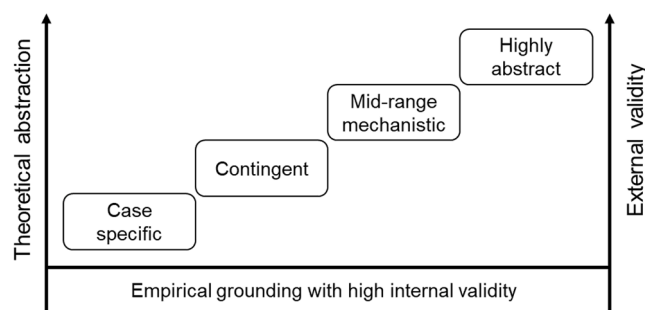 Theoretical abstraction
Highly
abstract
Mid-range
mechanistic
Contingent
Case
specific
External validity
Empirical grounding with high internal validity